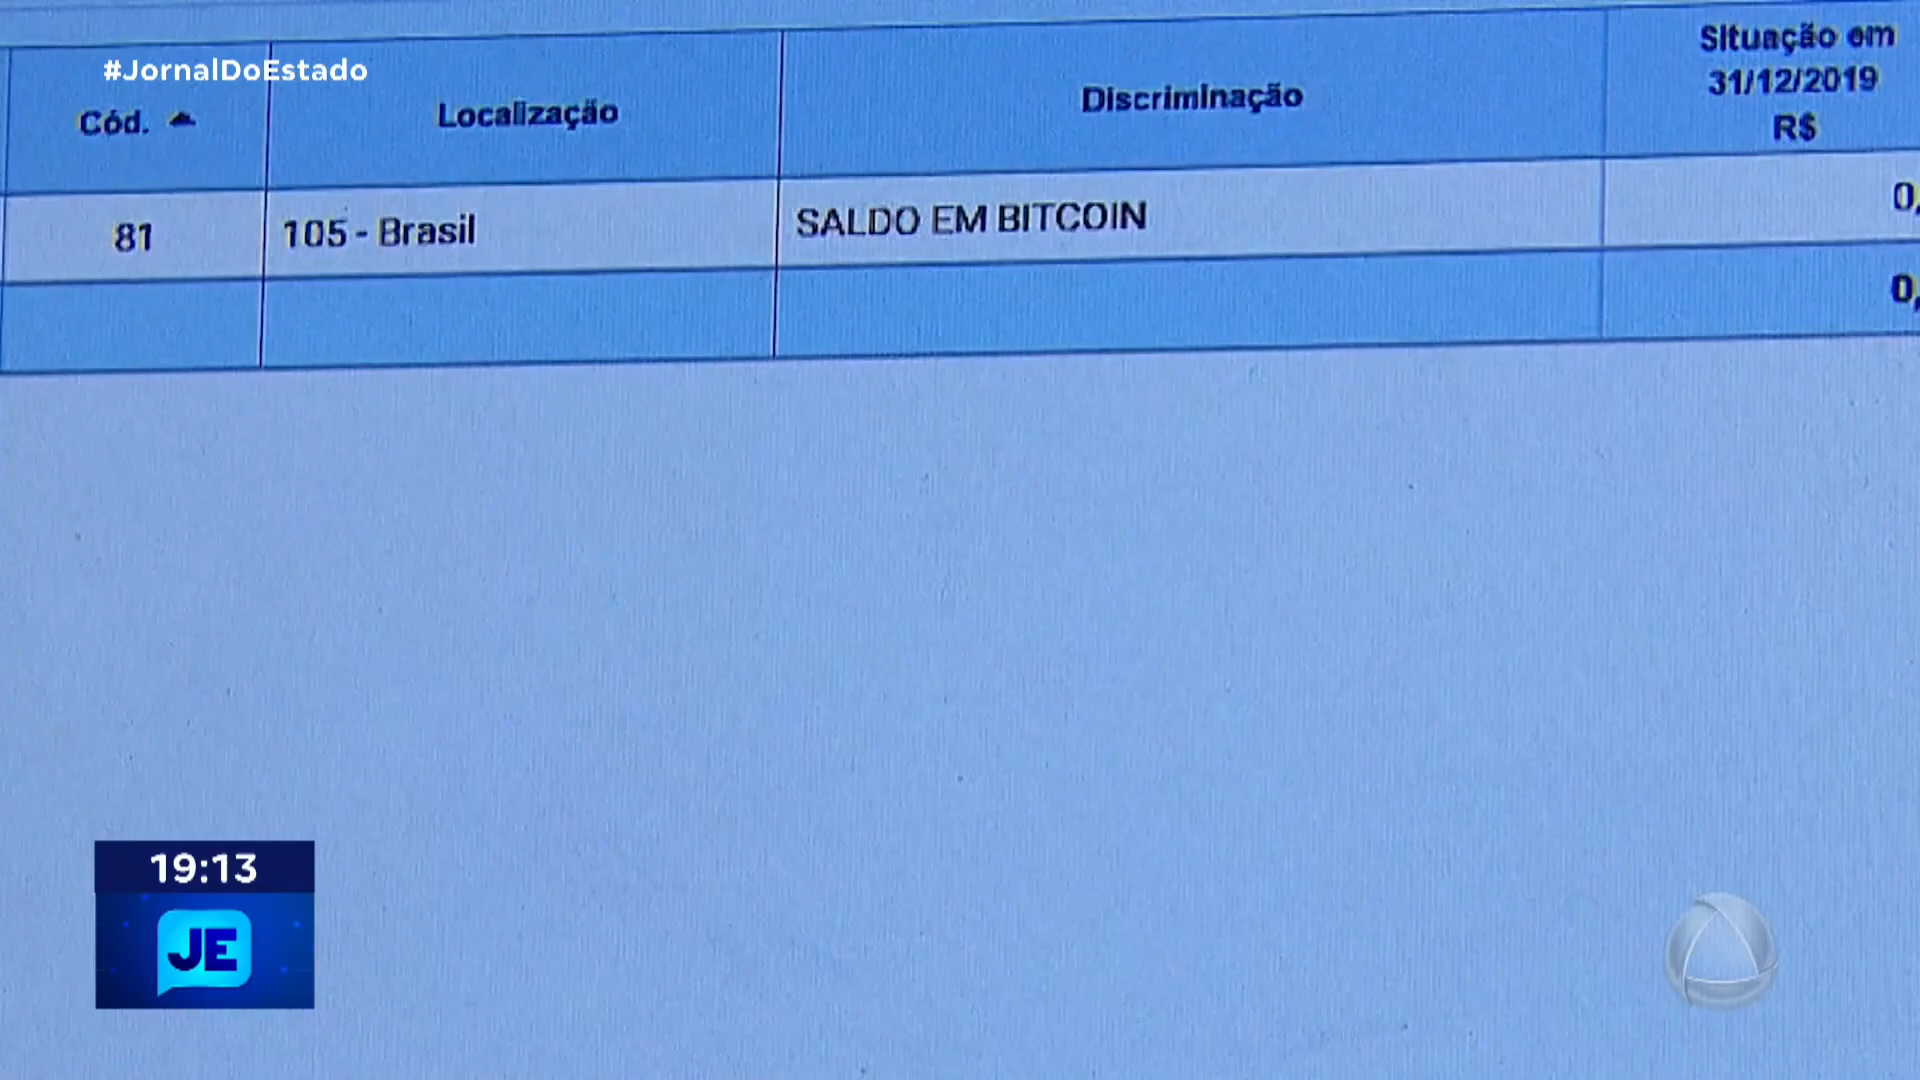 #JornalDoEstado
Cód.
Localização
Discriminação
Situação em
31/12/2019
R$
81
105 - Brasil
SALDO EM BITCOIN
0,
0,
19:13
JE